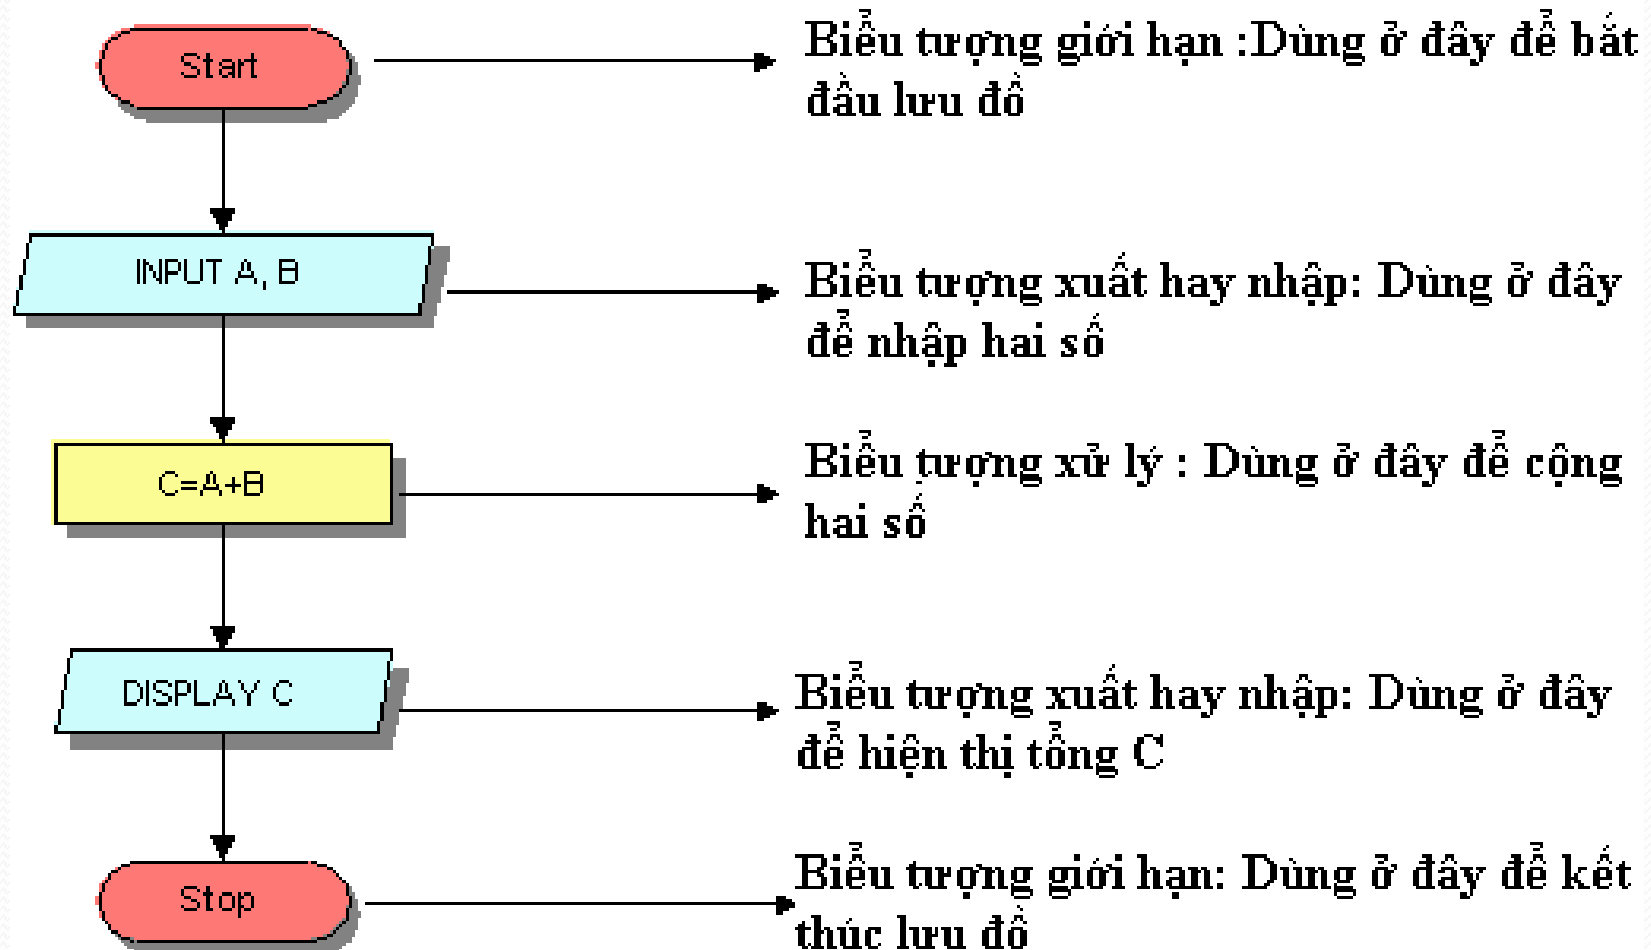 Start
Biểu tượng giới hạn :Dùng ở đây để bắt
đầu lưu đồ
INPUT A, B
Biểu tượng xuất hay nhập: Dùng ở đây
để nhập hai số
C=A+B
Biểu tượng xử lý : Dùng ở đây để cộng
hai số
DISPLAY C
Biểu tượng xuất hay nhập: Dùng ở đây
để hiện thị tổng C
Stop
Biểu tượng giới hạn: Dùng ở đây để kết
thúc lưu đồ